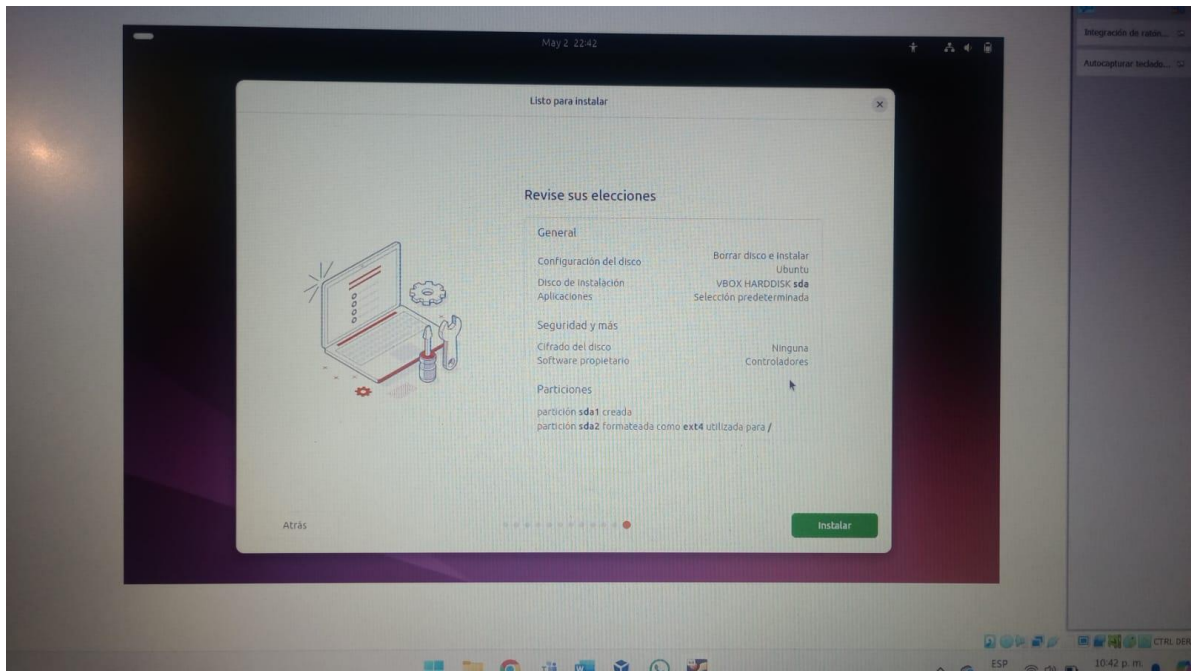 Integración de ratón...
May 2 22:42
Autocapturar teclado...
Listo para instalar
Revise sus elecciones
General
Configuración del disco
Borrar disco e instalar
Ubuntu
Disco de instalación
VBOX HARDDISK sda
Aplicaciones
Selección predeterminada
Seguridad y más
Cifrado del disco
Ninguna
Software propietario
Controladores
Particiones
partición sda1 creada
partición sda2 formateada como ext4 utilizada para /
Atrás
Instalar
CTRL DER
ESP
10:42 p. m.